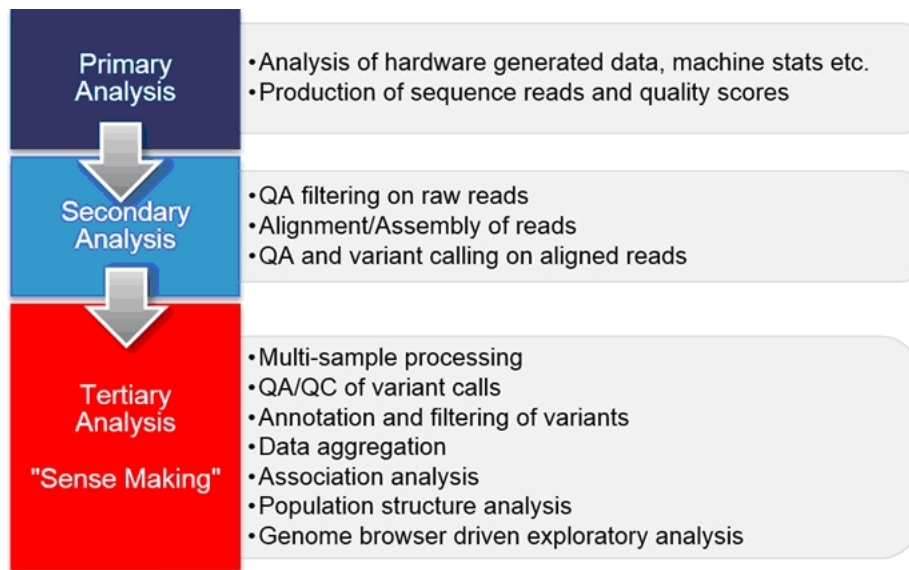 Primary
Analysis
•Analysis of hardware generated data, machine stats etc.
•Production of sequence reads and quality scores
Secondary
Analysis
•QA filtering on raw reads
•Alignment/Assembly of reads
•QA and variant calling on aligned reads
Tertiary
Analysis
"Sense Making"
•Multi-sample processing
•QA/QC of variant calls
•Annotation and filtering of variants
•Data aggregation
•Association analysis
•Population structure analysis
•Genome browser driven exploratory analysis